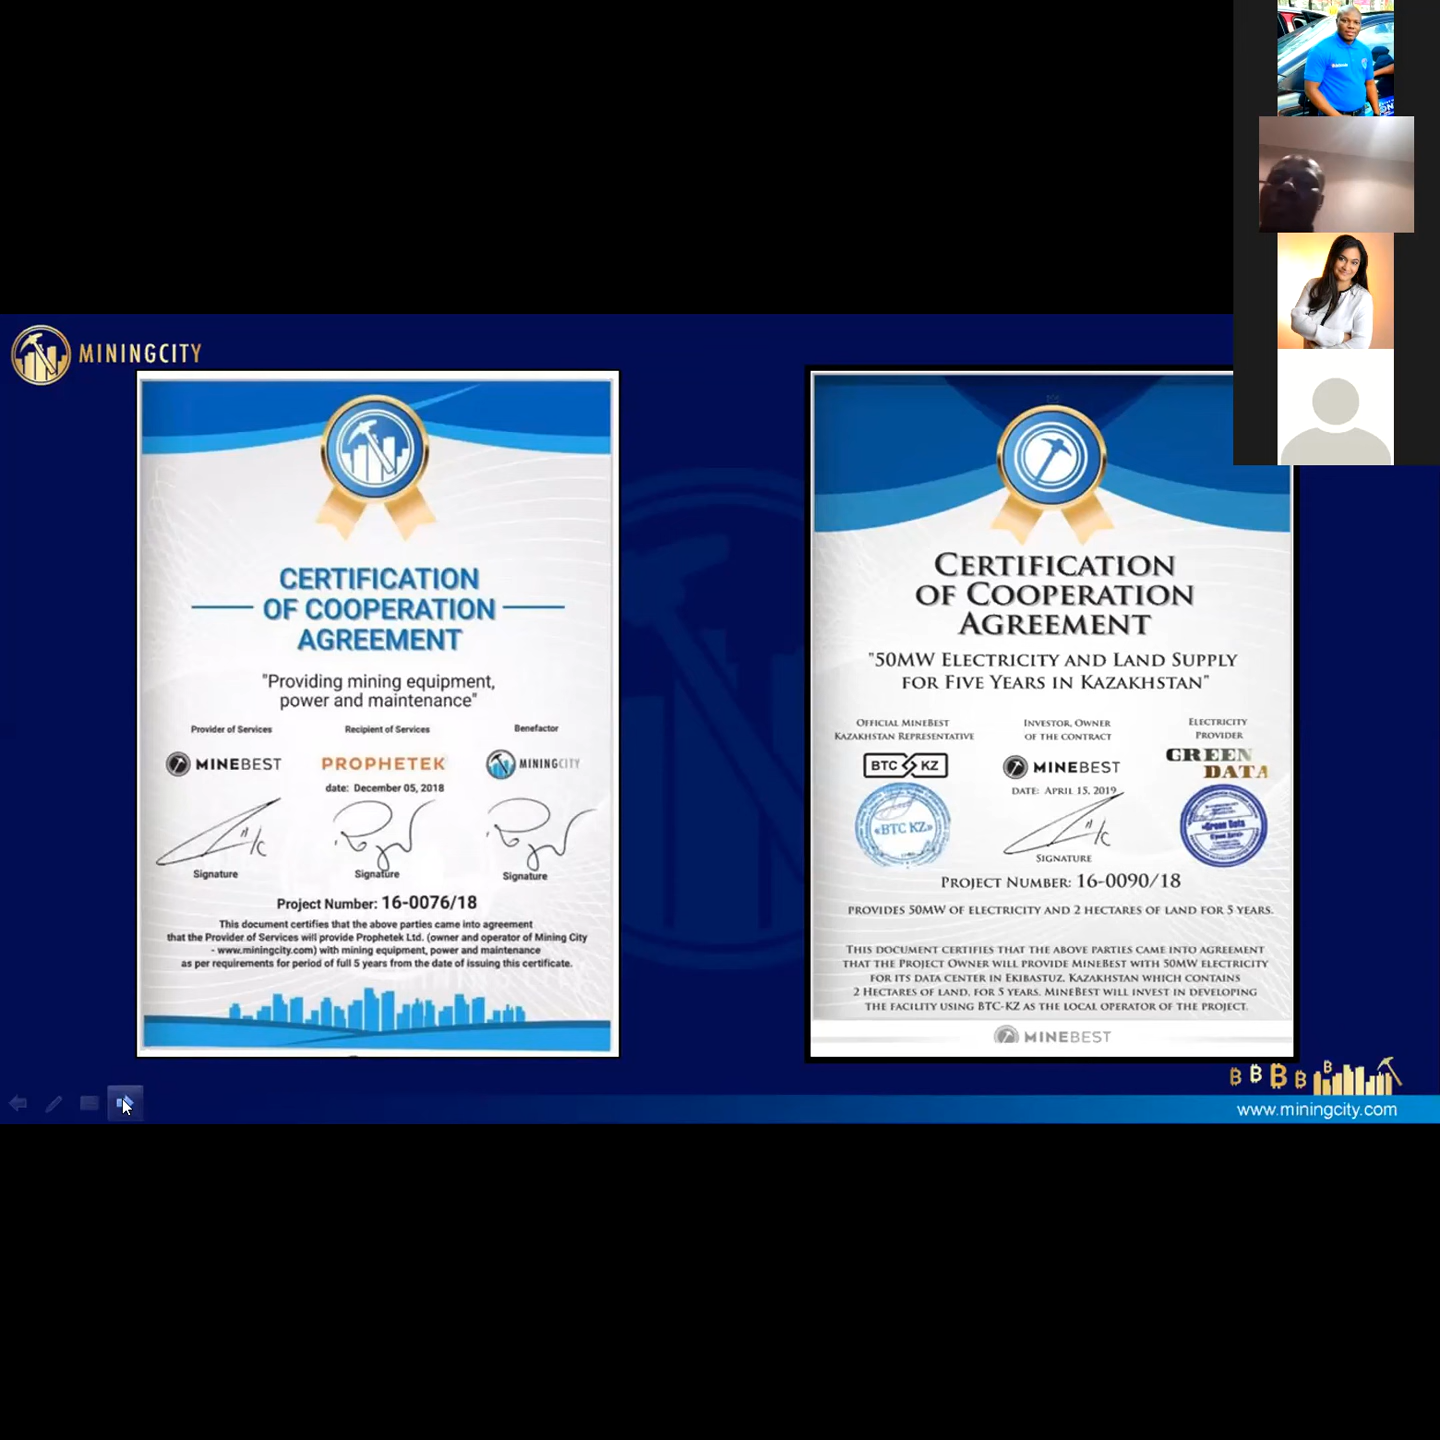 MININGCITY
CERTIFICATION
OF COOPERATION
AGREEMENT
"Providing mining equipment,
power and maintenance"
Provider of Services
Recipient of Services
Benefactor
MINEBEST
PROPHETEK
MININGCITY
date: December 05, 2018
Signature
Signature
Signature
Project Number: 16-0076/18
This document certifies that the above parties came into agreement
that the Provider of Services will provide Prophetek Ltd. (owner and operator of Mining City
- www.miningcity.com) with mining equipment, power and maintenance
as per requirements for period of full 5 years from the date of issuing this certificate.
CERTIFICATION
OF COOPERATION
AGREEMENT
"50MW ELECTRICITY AND LAND SUPPLY
FOR FIVE YEARS IN KAZAKHSTAN"
OFFICIAL MINEBEST
KAZAKHSTAN REPRESENTATIVE
INVESTOR, OWNER
OF THE CONTRACT
ELECTRICITY
PROVIDER
BTC KZ
MINEBEST
GREEN
DATA
DATE: APRIL 15, 2019
«BTC KZ»
«Green Data
SIGNATURE
PROJECT NUMBER: 16-0090/18
PROVIDES 50MW OF ELECTRICITY AND 2 HECTARES OF LAND FOR 5 YEARS.
THIS DOCUMENT CERTIFIES THAT THE ABOVE PARTIES CAME INTO AGREEMENT
THAT THE PROJECT OWNER WILL PROVIDE MINEBEST WITH 50MW ELECTRICITY
FOR ITS DATA CENTER IN EKIBASTUZ, KAZAKHSTAN WHICH CONTAINS
2 HECTARES OF LAND, FOR 5 YEARS. MINEBEST WILL INVEST IN DEVELOPING
THE FACILITY USING BTC-KZ AS THE LOCAL OPERATOR OF THE PROJECT.
MINEBEST
www.miningcity.com